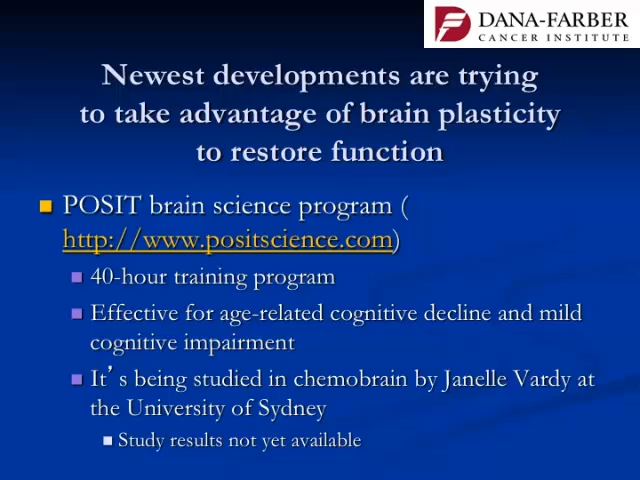 DANA-FARBER
CANCER INSTITUTE
Newest developments are trying
to take advantage of brain plasticity
to restore function
POSIT brain science program (
http://www.positscience.com)
40-hour training program
Effective for age-related cognitive decline and mild
cognitive impairment
It’s being studied in chemobrain by Janelle Vardy at
the University of Sydney
Study results not yet available